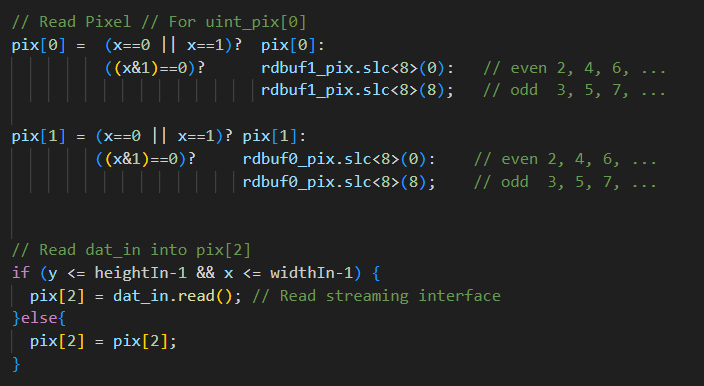 // Read Pixel // For uint_pix[0]
pix[0] =  (x==0 || x==1)?  pix[0]:
((x&1)==0)?      rdbuf1_pix.slc<8>(0):   // even 2, 4, 6, ...
rdbuf1_pix.slc<8>(8);   // odd  3, 5, 7, ...
pix[1] = (x==0 || x==1)? pix[1]:
((x&1)==0)?    rdbuf0_pix.slc<8>(0):    // even 2, 4, 6, ...
rdbuf0_pix.slc<8>(8);    // odd  3, 5, 7, ...
// Read dat_in into pix[2]
if (y <= heightIn-1 && x <= widthIn-1) {
pix[2] = dat_in.read(); // Read streaming interface
}else{
pix[2] = pix[2];
}